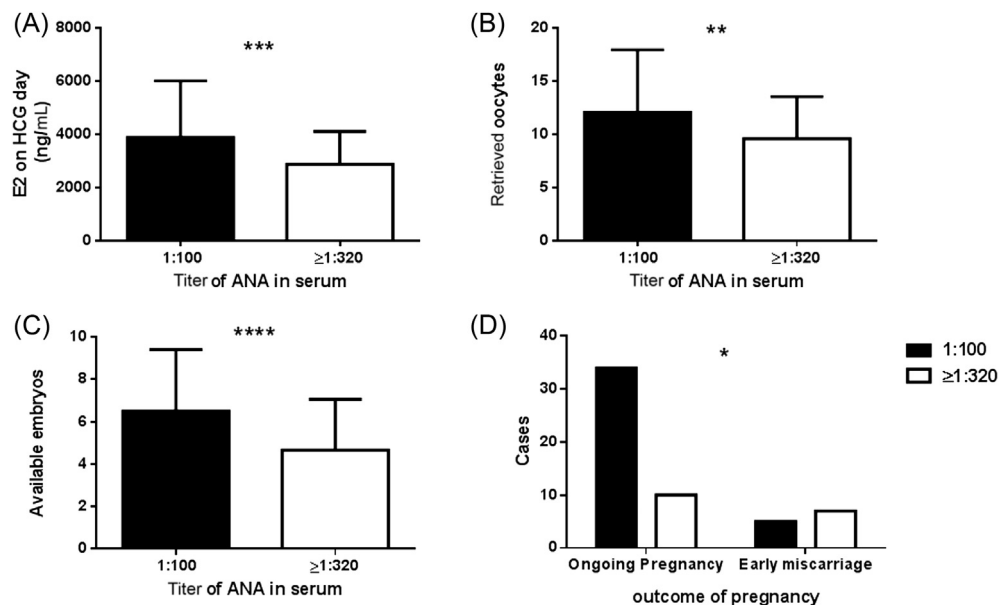 (A)
8000
6000
4000
2000
0
E2 on HCG day
(ng/mL)
***
1:100
≥1:320
Titer of ANA in serum
(B)
20
15
10
5
0
Retrieved oocytes
**
1:100
≥1:320
Titer of ANA in serum
(C)
10
8
6
4
2
0
Available embryos
****
1:100
≥1:320
Titer of ANA in serum
(D)
40
30
20
10
0
Cases
*
1:100
≥1:320
Ongoing Pregnancy
Early miscarriage
outcome of pregnancy